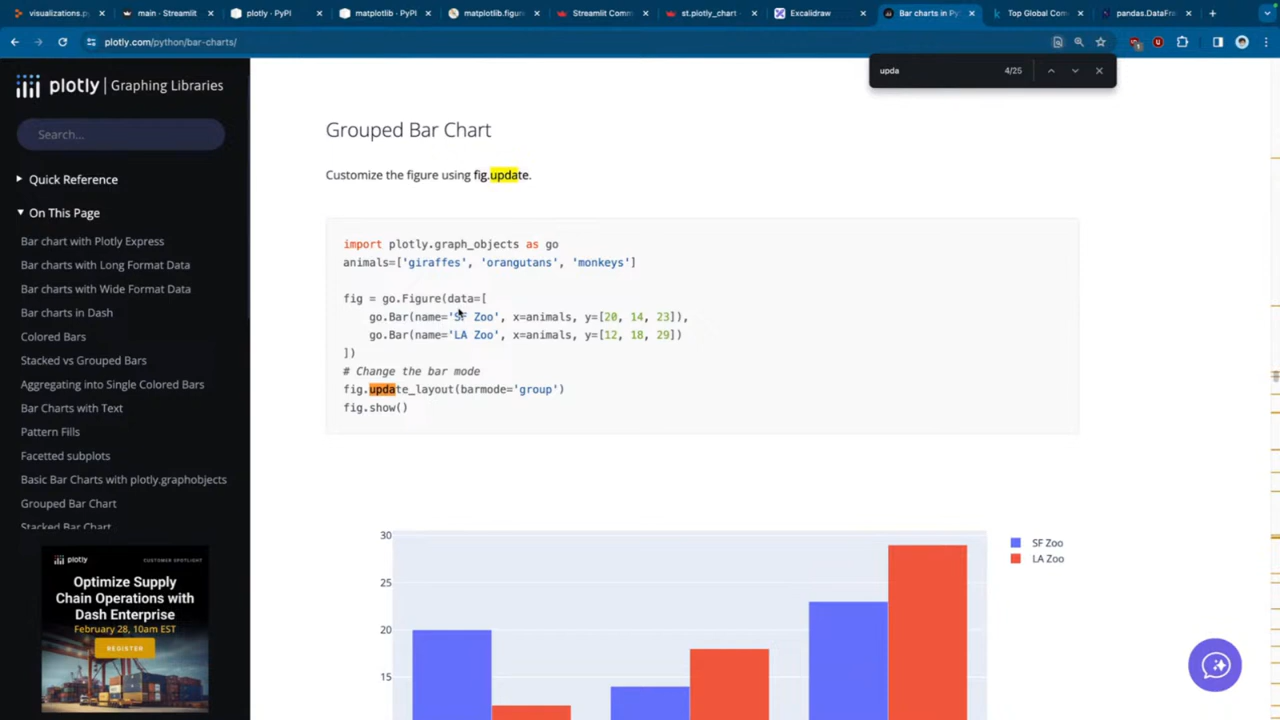 visualizations.p
main - Streamlit
plotly - PyPI
matplotlib - PyPI
matplotlib.figur
Streamlit Comm
st.plotly_chart -
Excalidraw
Bar charts in Py
Top Global Com
pandas.DataFra
plotly.com/python/bar-charts/
upda
4/25
plotly | Graphing Libraries
Search...
Quick Reference
On This Page
Bar chart with Plotly Express
Bar charts with Long Format Data
Bar charts with Wide Format Data
Bar charts in Dash
Colored Bars
Stacked vs Grouped Bars
Aggregating into Single Colored Bars
Bar Charts with Text
Pattern Fills
Facetted subplots
Basic Bar Charts with plotly.graphobjects
Grouped Bar Chart
Stacked Bar Chart
plotly
CUSTOMER SPOTLIGHT
Optimize Supply
Chain Operations with
Dash Enterprise
February 28, 10am EST
REGISTER
Grouped Bar Chart
Customize the figure using fig.update.
import plotly.graph_objects as go
animals=['giraffes', 'orangutans', 'monkeys']
fig = go.Figure(data=[
go.Bar(name='SF Zoo', x=animals, y=[20, 14, 23]),
go.Bar(name='LA Zoo', x=animals, y=[12, 18, 29])
])
# Change the bar mode
fig.update_layout(barmode='group')
fig.show()
30
25
20
15
SF Zoo
LA Zoo